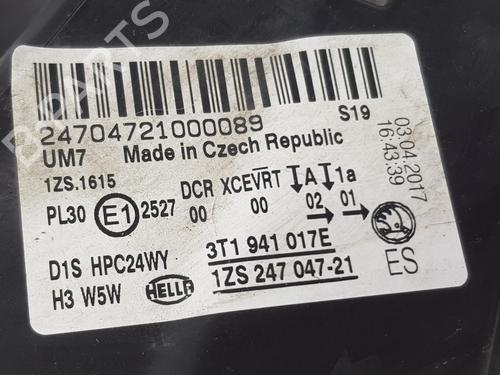 24704721000089
S19
UM7 Made in Czech Republic
03.04.2017
16:43:39
1ZS.1615
DCR XCEVRT A 1a
PL30 E1 2527 00 00 02 01
D1S HPC24WY 3T1 941 017E
H3 W5W HELLA 1ZS 247 047-21
ES
B PARTS